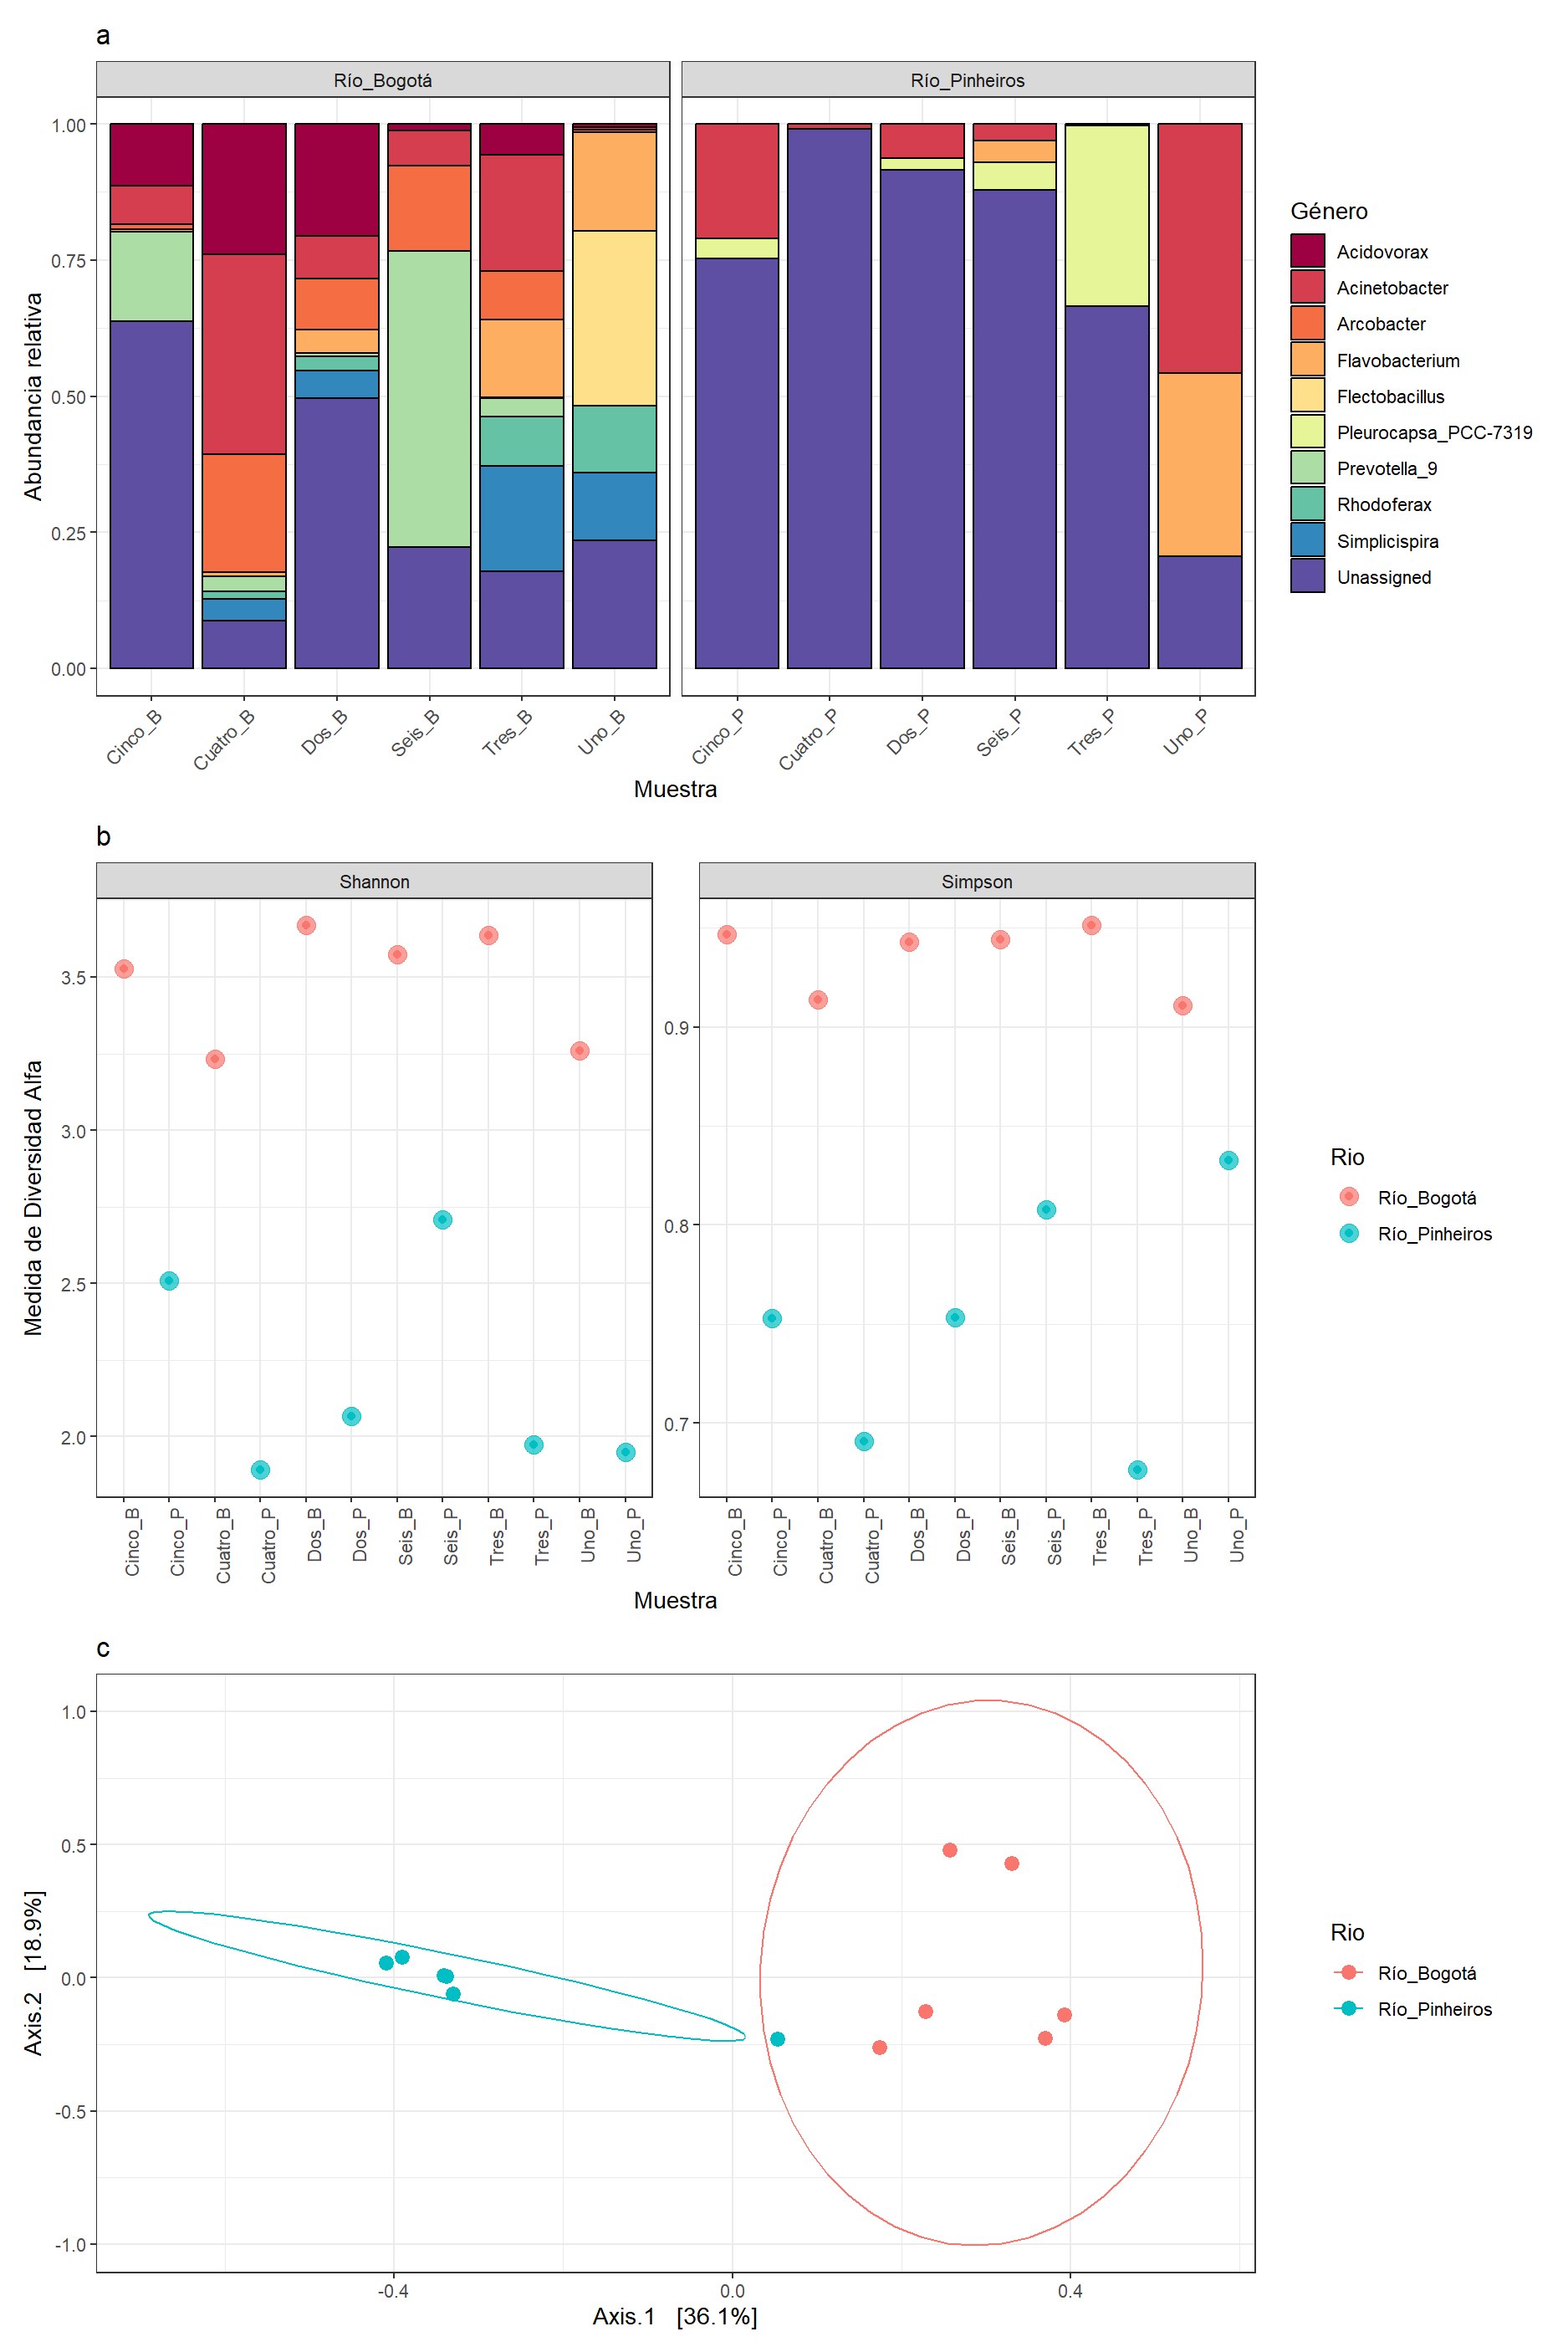 a
Río_Bogotá
Río_Pinheiros
Abundancia relativa
1.00
0.75
0.50
0.25
0.00
Cinco_B
Cuatro_B
Dos_B
Seis_B
Tres_B
Uno_B
Cinco_P
Cuatro_P
Dos_P
Seis_P
Tres_P
Uno_P
Muestra
Género
Acidovorax
Acinetobacter
Arcobacter
Flavobacterium
Flectobacillus
Pleurocapsa_PCC-7319
Prevotella_9
Rhodoferax
Simplicispira
Unassigned
b
Shannon
Simpson
Medida de Diversidad Alfa
3.5
3.0
2.5
2.0
0.9
0.8
0.7
Cinco_B
Cinco_P
Cuatro_B
Cuatro_P
Dos_B
Dos_P
Seis_B
Seis_P
Tres_B
Tres_P
Uno_B
Uno_P
Cinco_B
Cinco_P
Cuatro_B
Cuatro_P
Dos_B
Dos_P
Seis_B
Seis_P
Tres_B
Tres_P
Uno_B
Uno_P
Muestra
Rio
Río_Bogotá
Río_Pinheiros
c
Axis.2 [18.9%]
1.0
0.5
0.0
-0.5
-1.0
-0.4
0.0
0.4
Axis.1 [36.1%]
Rio
Río_Bogotá
Río_Pinheiros